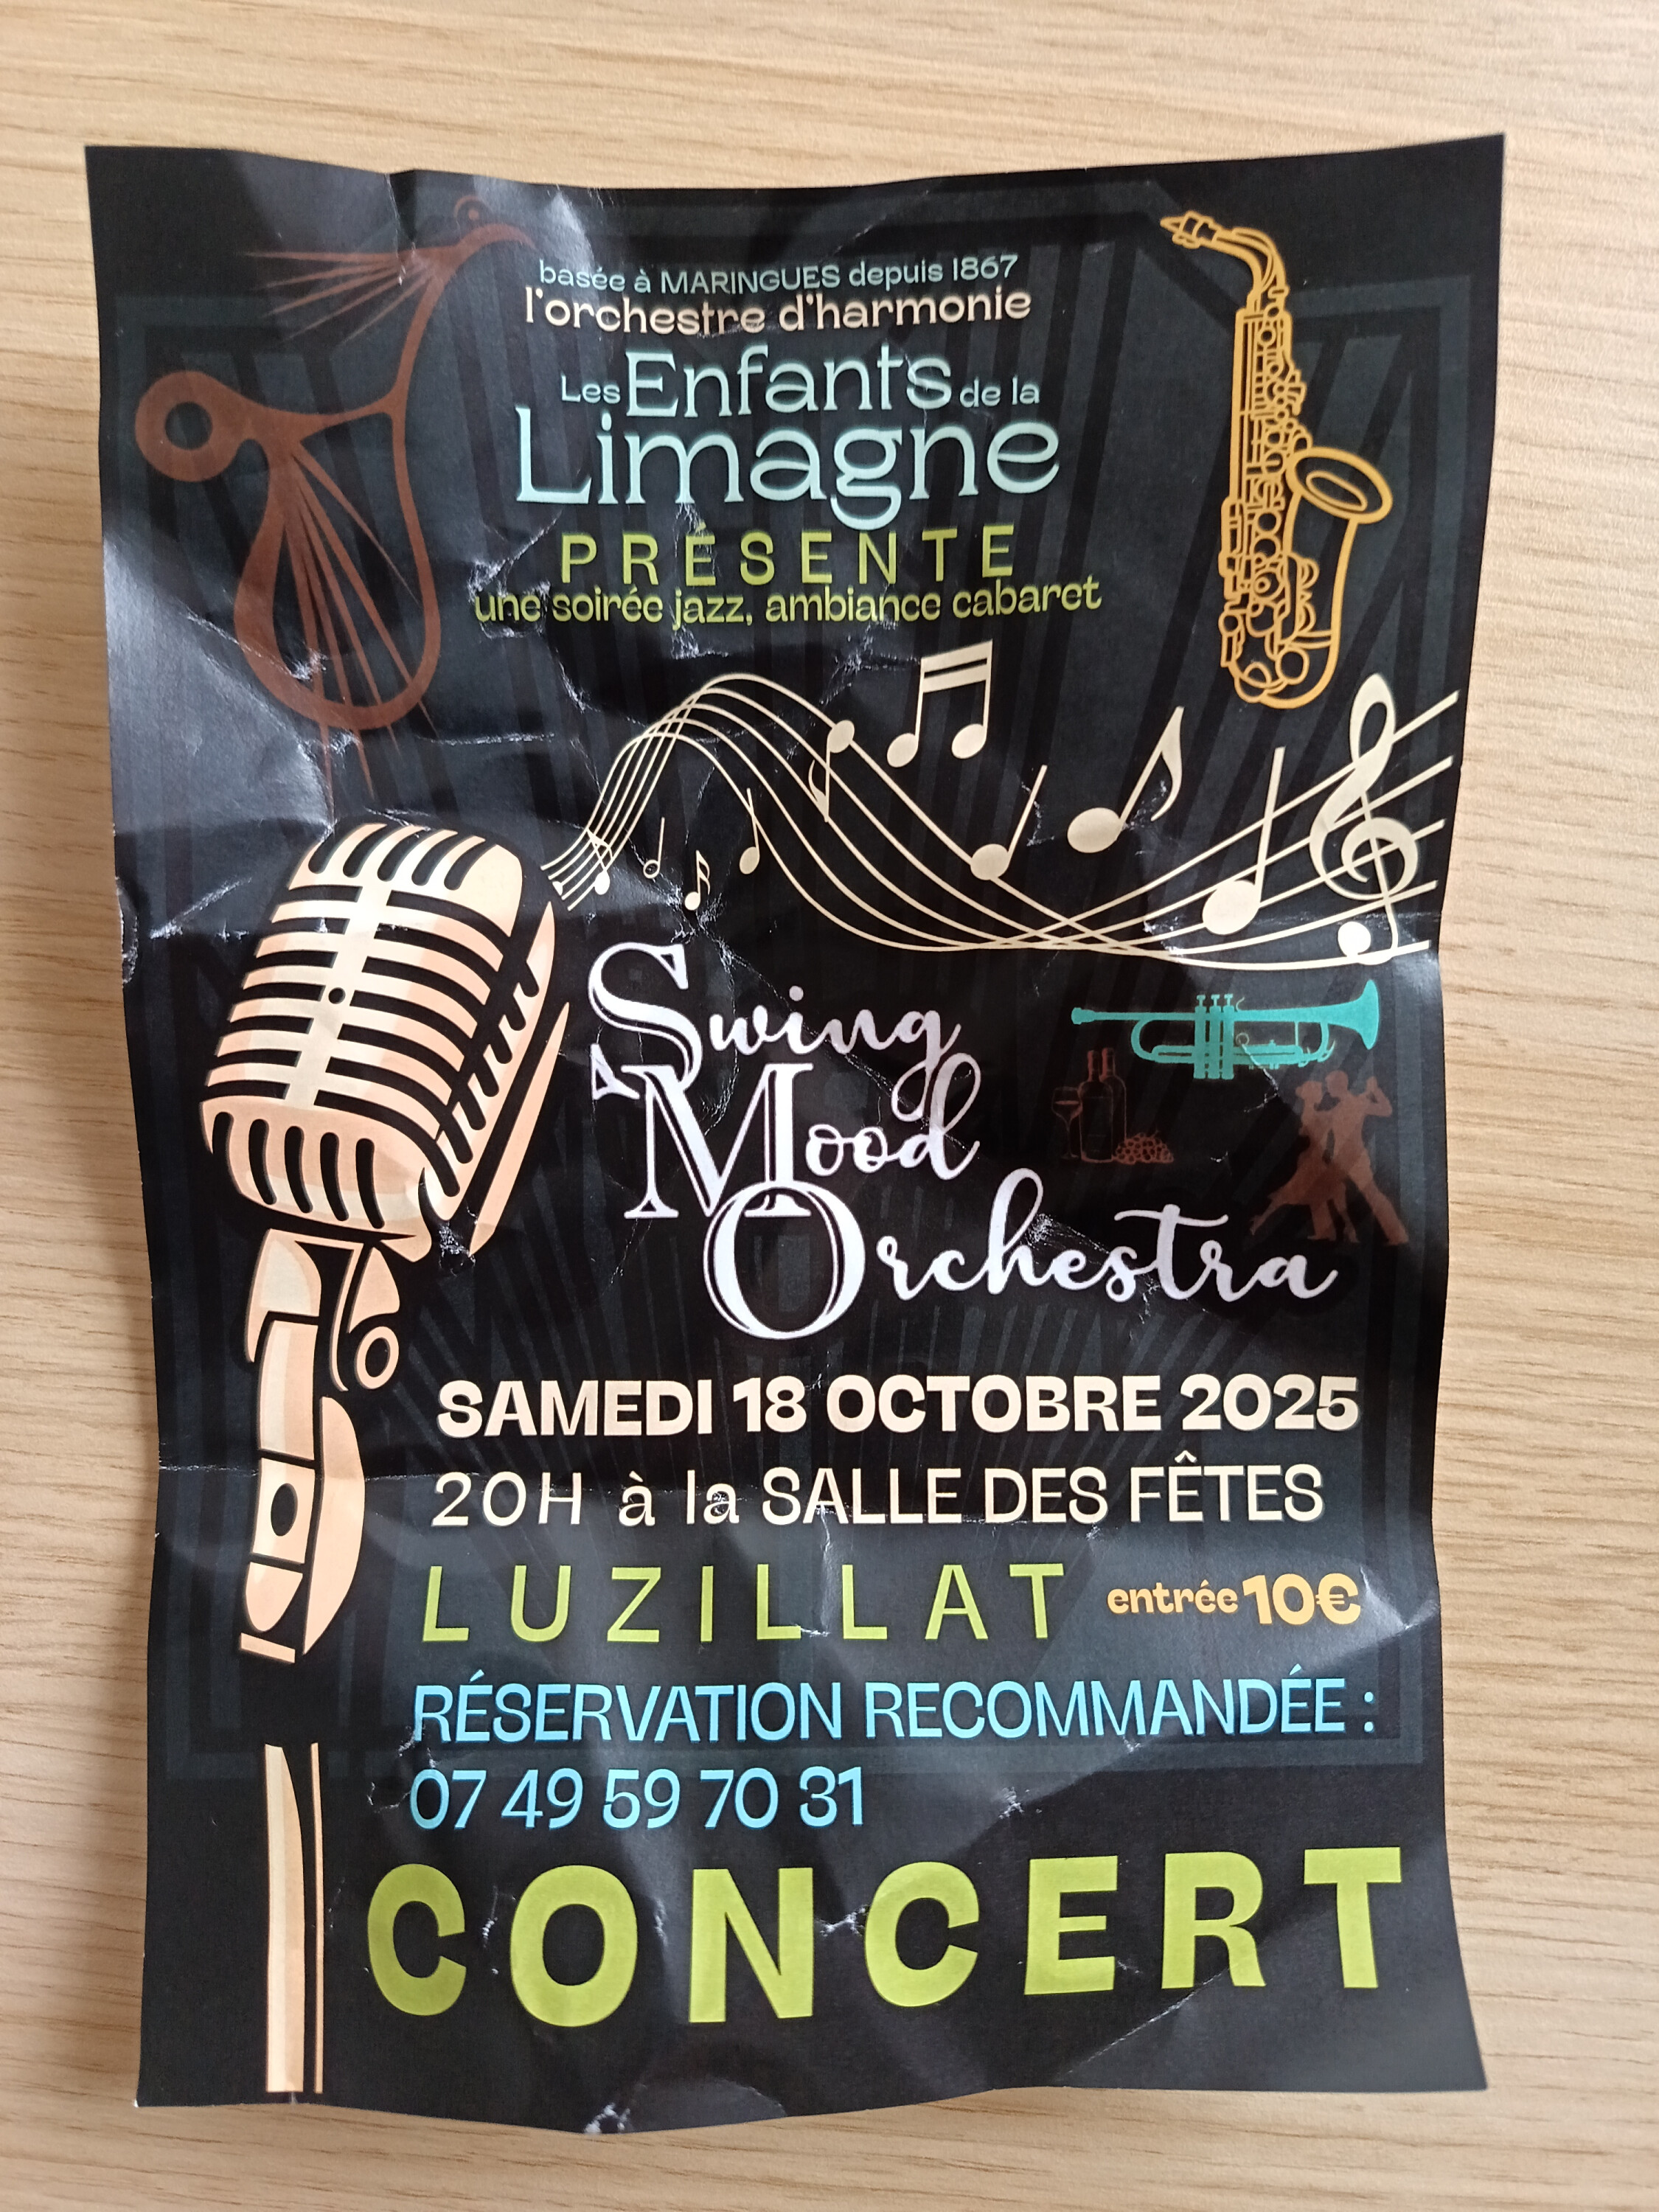 basée à MARINGUES depuis 1867
l'orchestre d'harmonie
Les Enfants de la
Limagne
PRÉSENTE
une soirée jazz, ambiance cabaret
Swing
Mood
Orchestra
SAMEDI 18 OCTOBRE 2025
20H à la SALLE DES FÊTES
LUZILLAT entrée 10€
RÉSERVATION RECOMMANDÉE :
07 49 59 70 31
CONCERT